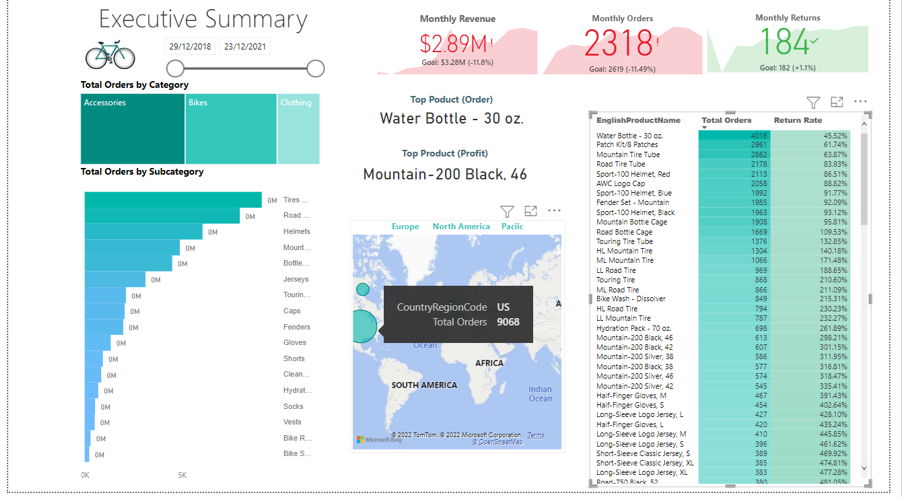 Executive Summary
29/12/2018 23/12/2021
Monthly Revenue
$2.89M!
Goal: $3.28M (-11.8%)
Monthly Orders
2318!
Goal: 2619 (-11.49%)
Monthly Returns
184
Goal: 182 (+1.1%)
Total Orders by Category
Accessories
Bikes
Clothing
Top Poduct (Order)
Water Bottle - 30 oz.
Top Product (Profit)
Mountain-200 Black, 46
Total Orders by Subcategory
0M Tires ...
0M Road ...
0M Helmets
0M Mount...
0M Bottle...
0M Jerseys
0M Tourin...
0M Caps
0M Fenders
0M Gloves
0M Shorts
0M Clean...
0M Hydrat...
0M Socks
0M Vests
0M Bike R...
0M Bike S...
0K 5K
Europe North America Paciic
CountryRegionCode US
Total Orders 9068
Ocean
AFRICA
SOUTH AMERICA
Indian
Ocean
A
Microsoft Bing
© 2022 TomTom, © 2022 Microsoft Corporation, Terms
© OpenStreetMap
EnglishProductName Total Orders Return Rate
Water Bottle - 30 oz. 4016 45.52%
Patch Kit/8 Patches 2961 61.74%
Mountain Tire Tube 2862 63.87%
Road Tire Tube 2178 83.93%
Sport-100 Helmet, Red 2113 86.51%
AWC Logo Cap 2058 88.82%
Sport-100 Helmet, Blue 1992 91.77%
Fender Set - Mountain 1985 92.09%
Sport-100 Helmet, Black 1963 93.12%
Mountain Bottle Cage 1908 95.81%
Road Bottle Cage 1669 109.53%
Touring Tire Tube 1376 132.85%
HL Mountain Tire 1304 140.18%
ML Mountain Tire 1066 171.48%
LL Road Tire 969 188.65%
Touring Tire 868 210.60%
ML Road Tire 866 211.09%
Bike Wash - Dissolver 849 215.31%
HL Road Tire 794 230.23%
LL Mountain Tire 787 232.27%
Hydration Pack - 70 oz. 698 261.89%
Mountain-200 Black, 46 613 298.21%
Mountain-200 Black, 42 607 301.15%
Mountain-200 Silver, 38 586 311.95%
Mountain-200 Black, 38 577 316.81%
Mountain-200 Silver, 46 574 318.47%
Mountain-200 Silver, 42 545 335.41%
Half-Finger Gloves, M 467 391.43%
Half-Finger Gloves, S 454 402.64%
Long-Sleeve Logo Jersey, L 427 428.10%
Half-Finger Gloves, L 420 435.24%
Long-Sleeve Logo Jersey, M 410 445.85%
Long-Sleeve Logo Jersey, S 396 461.62%
Short-Sleeve Classic Jersey, S 389 469.92%
Short-Sleeve Classic Jersey, XL 385 474.81%
Long-Sleeve Logo Jersey, XL 383 477.28%
Road-750 Black, 52 380 481.05%